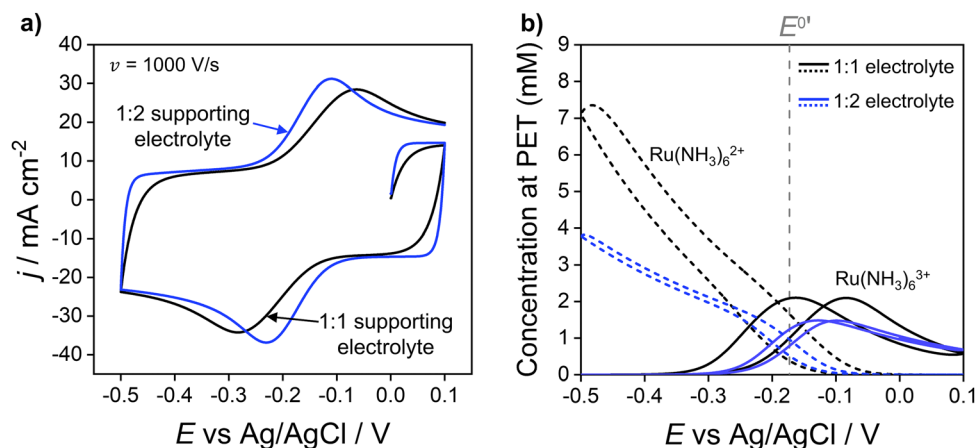 a)
v = 1000 V/s
1:2 supporting
electrolyte
1:1 supporting
electrolyte
j / mA cm⁻²
40
30
20
10
0
-10
-20
-30
-40
-0.5
-0.4
-0.3
-0.2
-0.1
0.0
0.1
E vs Ag/AgCl / V
b)
E⁰'
1:1 electrolyte
1:2 electrolyte
Ru(NH₃)₆²⁺
Ru(NH₃)₆³⁺
Concentration at PET (mM)
9
8
7
6
5
4
3
2
1
0
-0.5
-0.4
-0.3
-0.2
-0.1
0.0
0.1
E vs Ag/AgCl / V